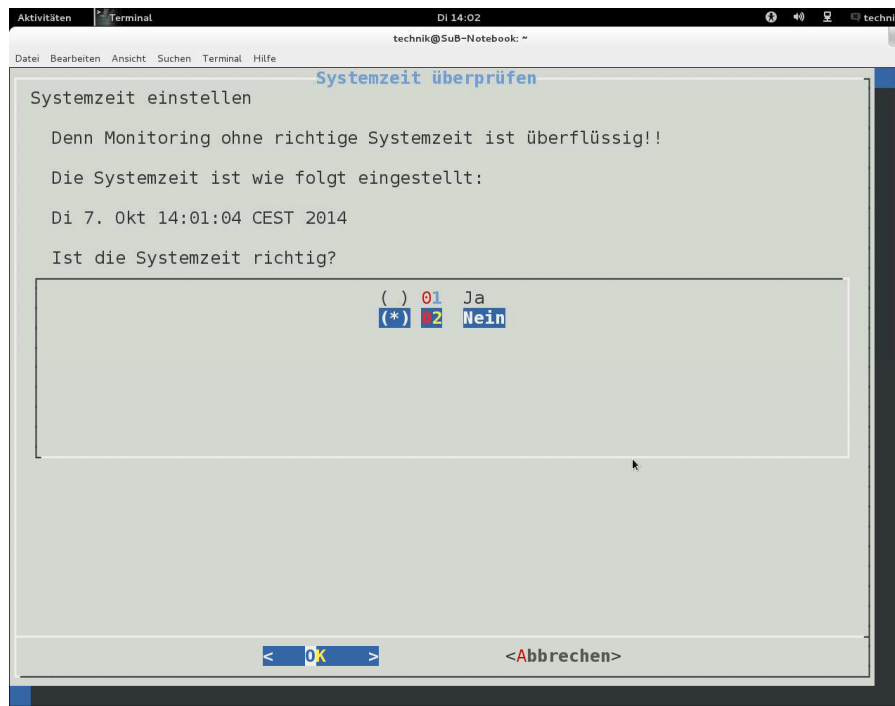 Aktivitäten Terminal Di 14:02 techni
technik@SuB-Notebook: ~
Datei Bearbeiten Ansicht Suchen Terminal Hilfe
Systemzeit überprüfen
Systemzeit einstellen
Denn Monitoring ohne richtige Systemzeit ist überflüssig!!
Die Systemzeit ist wie folgt eingestellt:
Di 7. Okt 14:01:04 CEST 2014
Ist die Systemzeit richtig?
( ) 01 Ja
(*) 02 Nein
< OK > <Abbrechen>